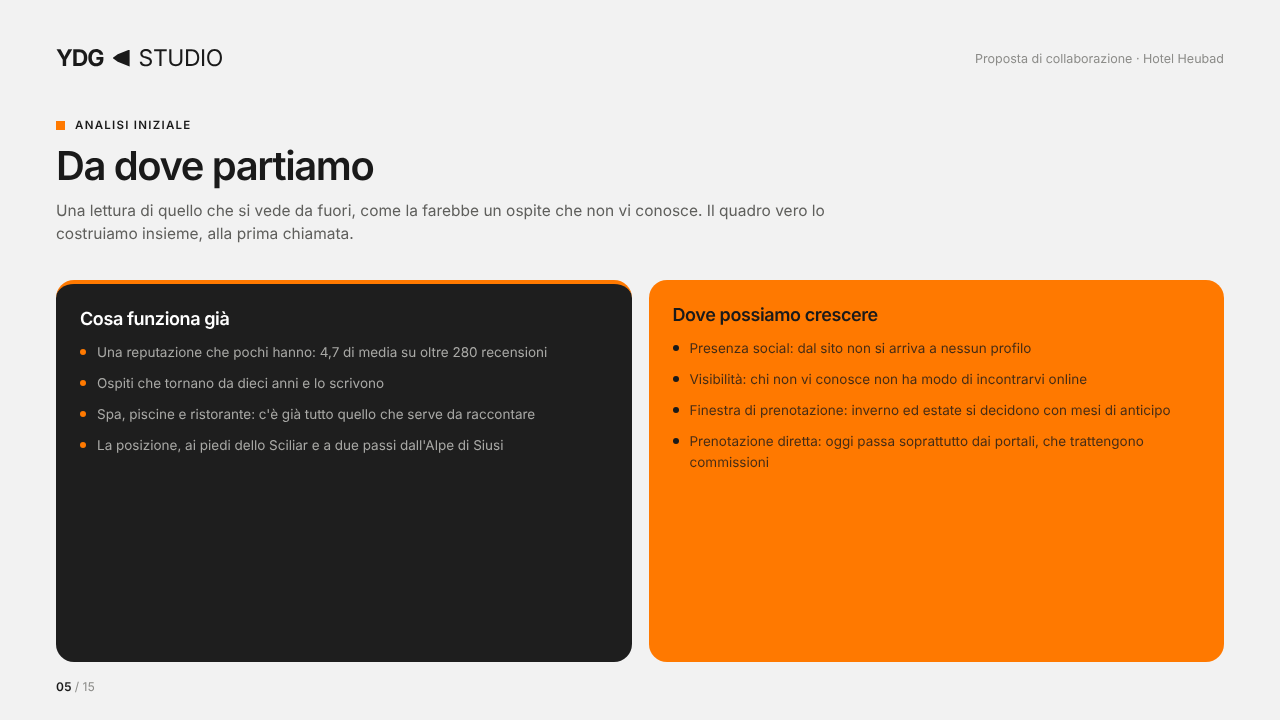 YDG STUDIO
Proposta di collaborazione · Hotel Heubad
ANALISI INIZIALE
Da dove partiamo
Una lettura di quello che si vede da fuori, come la farebbe un ospite che non vi conosce. Il quadro vero lo
costruiamo insieme, alla prima chiamata.
Cosa funziona già
Una reputazione che pochi hanno: 4,7 di media su oltre 280 recensioni
Ospiti che tornano da dieci anni e lo scrivono
Spa, piscine e ristorante: c'è già tutto quello che serve da raccontare
La posizione, ai piedi dello Sciliar e a due passi dall'Alpe di Siusi
Dove possiamo crescere
Presenza social: dal sito non si arriva a nessun profilo
Visibilità: chi non vi conosce non ha modo di incontrarvi online
Finestra di prenotazione: inverno ed estate si decidono con mesi di anticipo
Prenotazione diretta: oggi passa soprattutto dai portali, che trattengono
commissioni
05 / 15